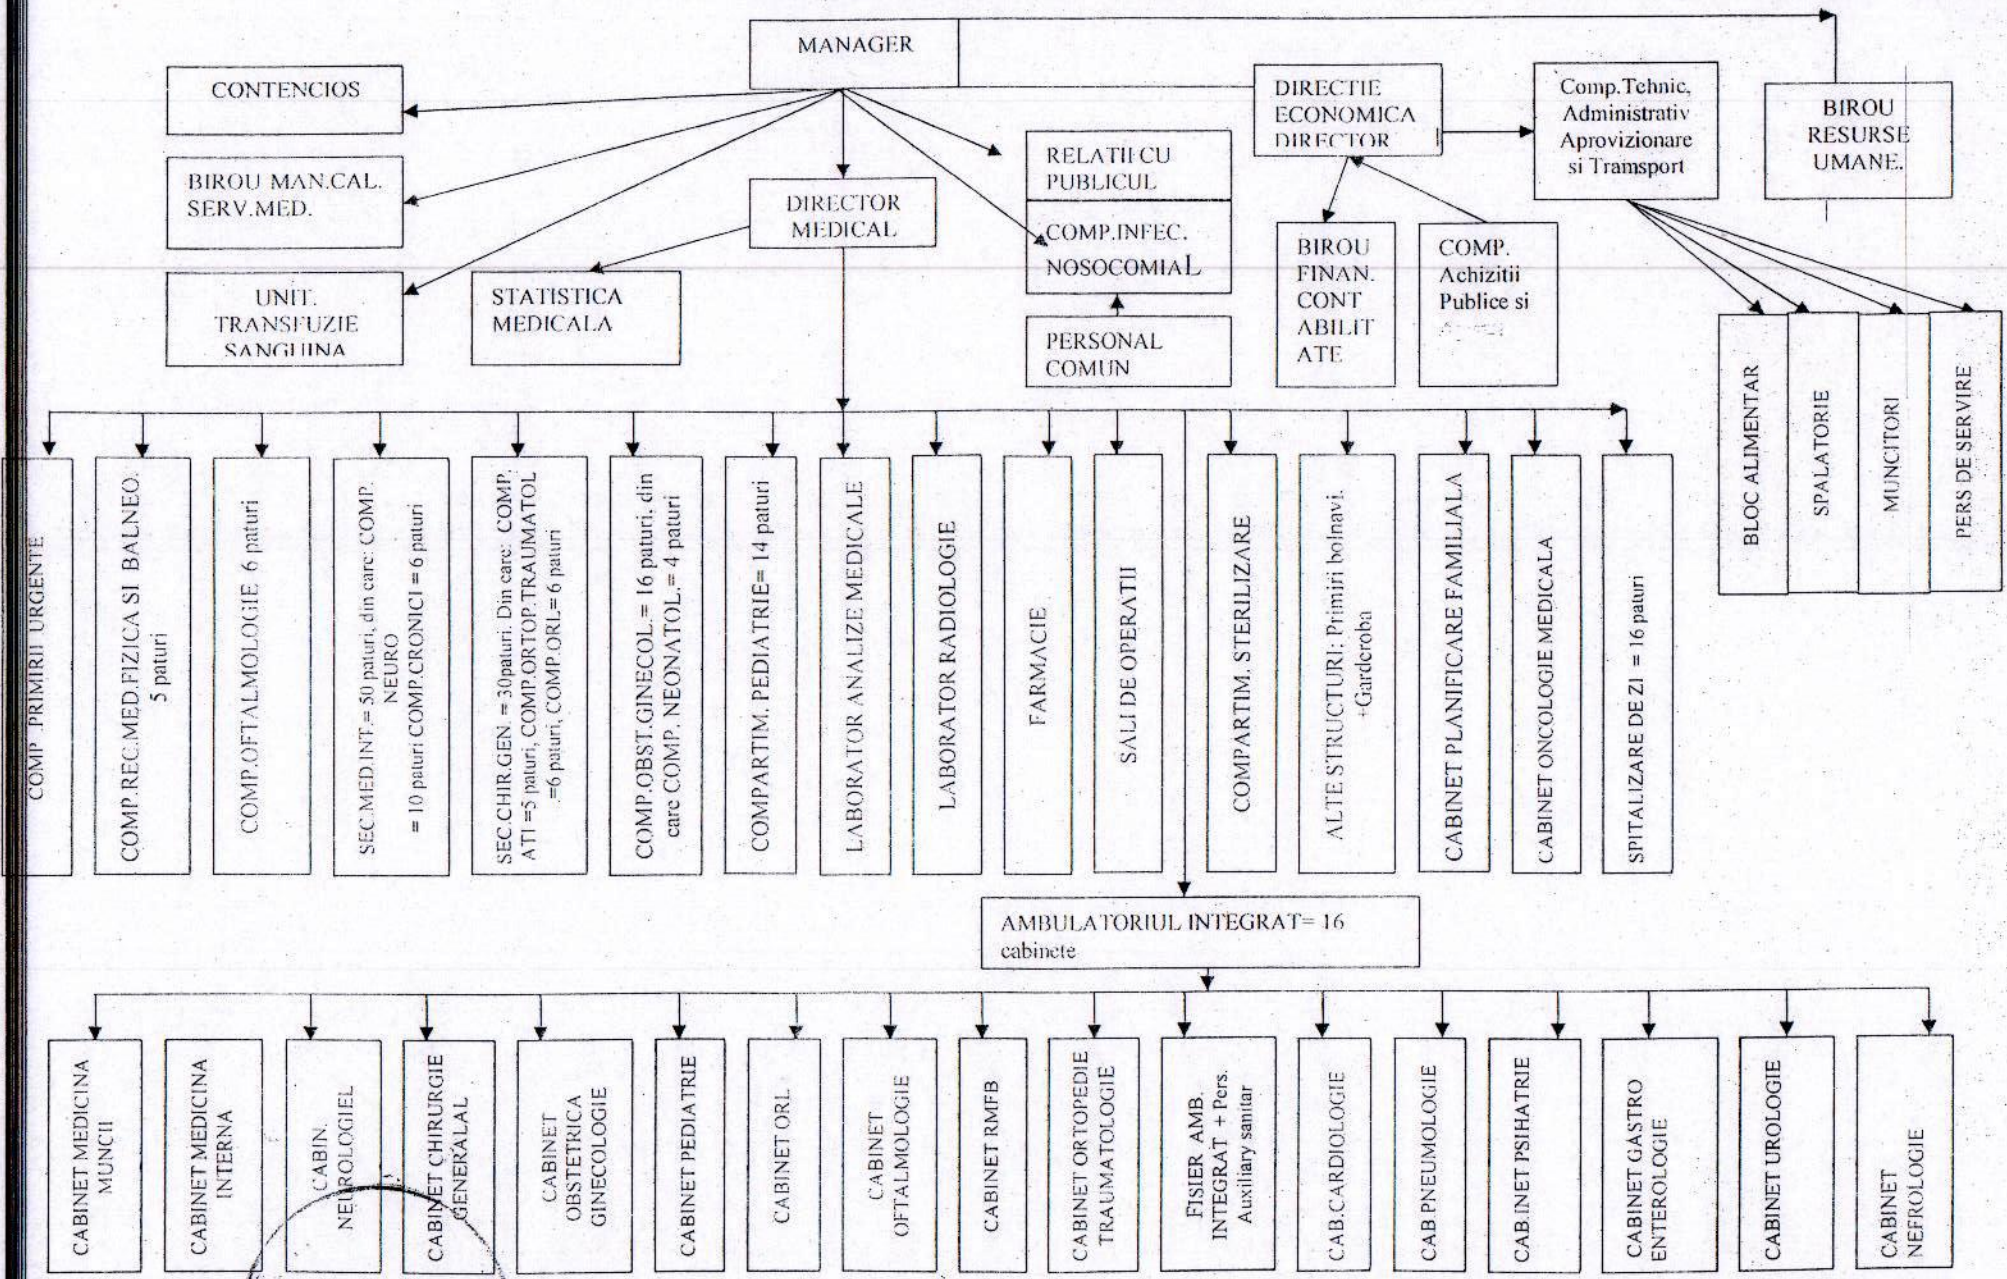 MANAGER
CONTENCIOS
BIROU MAN.CAL.
SERV.MED.
UNIT.
TRANSFUZIE
SANGUINA
DIRECTOR
MEDICAL
STATISTICA
MEDICALA
RELATII CU
PUBLICUL
COMP.INFEC.
NOSOCOMIAL
PERSONAL
COMUN
DIRECTIE
ECONOMICA
DIRECTOR
BIROU
FINAN.
CONT
ABILIT
ATE
COMP.
Achizitii
Publice si
Comp.Tehnic,
Administrativ
Aprovizionare
si Transport
BIROU
RESURSE
UMANE.
BLOC ALIMENTAR
SPALATORIE
MUNCITORI
PERS DE SERVIRE
COMP .PRIMIRII URGENTE
COMP.REC.MED.FIZICA SI BALNEO.
5 paturi
COMP.OFTALMOLOGIE 6 paturi
SEC.MED.INT.= 50 paturi, din care: COMP.
NEURO
= 10 paturi COMP.CRONICI = 6 paturi
SEC.CHIR.GEN. = 30paturi. Din care: COMP.
ATI =5 paturi, COMP.ORTOP.TRAUMATOL
.=6 paturi, COMP.ORL= 6 paturi
COMP.OBST.GINECOL.= 16 paturi, din
care COMP. NEONATOL.= 4 paturi
COMPARTIM. PEDIATRIE= 14 paturi
LABORATOR ANALIZE MEDICALE
LABORATOR RADIOLOGIE
FARMACIE
SALI DE OPERATII
COMPARTIM. STERILIZARE
ALTE STRUCTURI: Primiri bolnavi.
+Garderoba
CABINET PLANIFICARE FAMILIALA
CABINET ONCOLOGIE MEDICALA
SPITALIZARE DE ZI = 16 paturi
AMBULATORIUL INTEGRAT= 16
cabinete
CABINET MEDICINA
MUNCII
CABINET MEDICINA
INTERNA
CABIN.
NEUROLOGIEL
CABINET CHIRURGIE
GENERALAL
CABINET
OBSTETRICA
GINECOLOGIE
CABINET PEDIATRIE
CABINET ORL
CABINET
OFTALMOLOGIE
CABINET RMFB
CABINET ORTOPEDIE
TRAUMATOLOGIE
FISIER AMB.
INTEGRAT + Pers.
Auxiliary sanitar
CAB.CARDIOLOGIE
CAB.PNEUMOLOGIE
CAB.INET PSIHATRIE
CABINET GASTRO
ENTEROLOGIE
CABINET UROLOGIE
CABINET
NEFROLOGIE